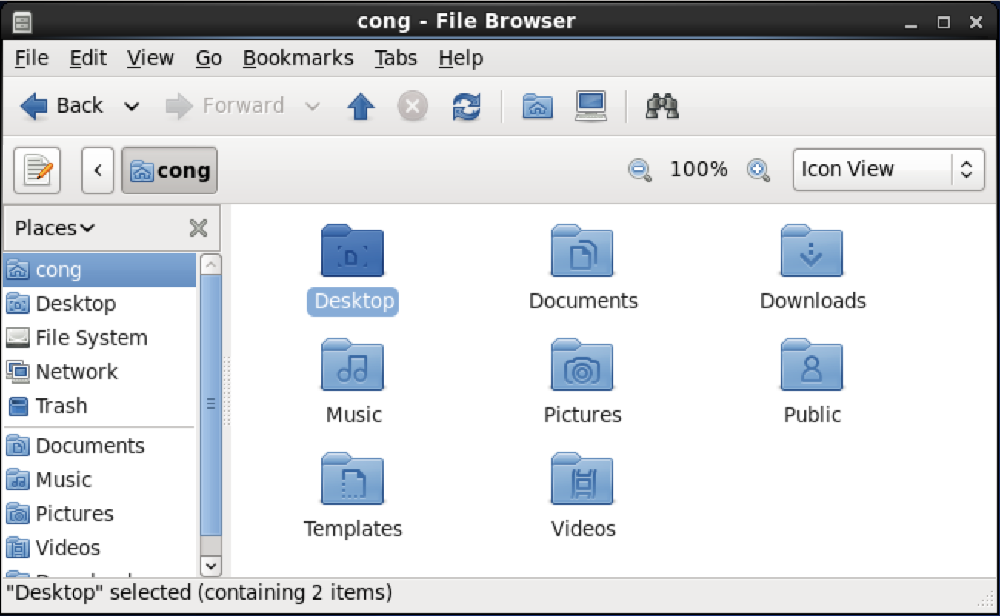 cong - File Browser
File Edit View Go Bookmarks Tabs Help
Back Forward
cong 100% Icon View
Places
cong
Desktop
File System
Network
Trash
Documents
Music
Pictures
Videos
Desktop Documents Downloads
Music Pictures Public
Templates Videos
"Desktop" selected (containing 2 items)